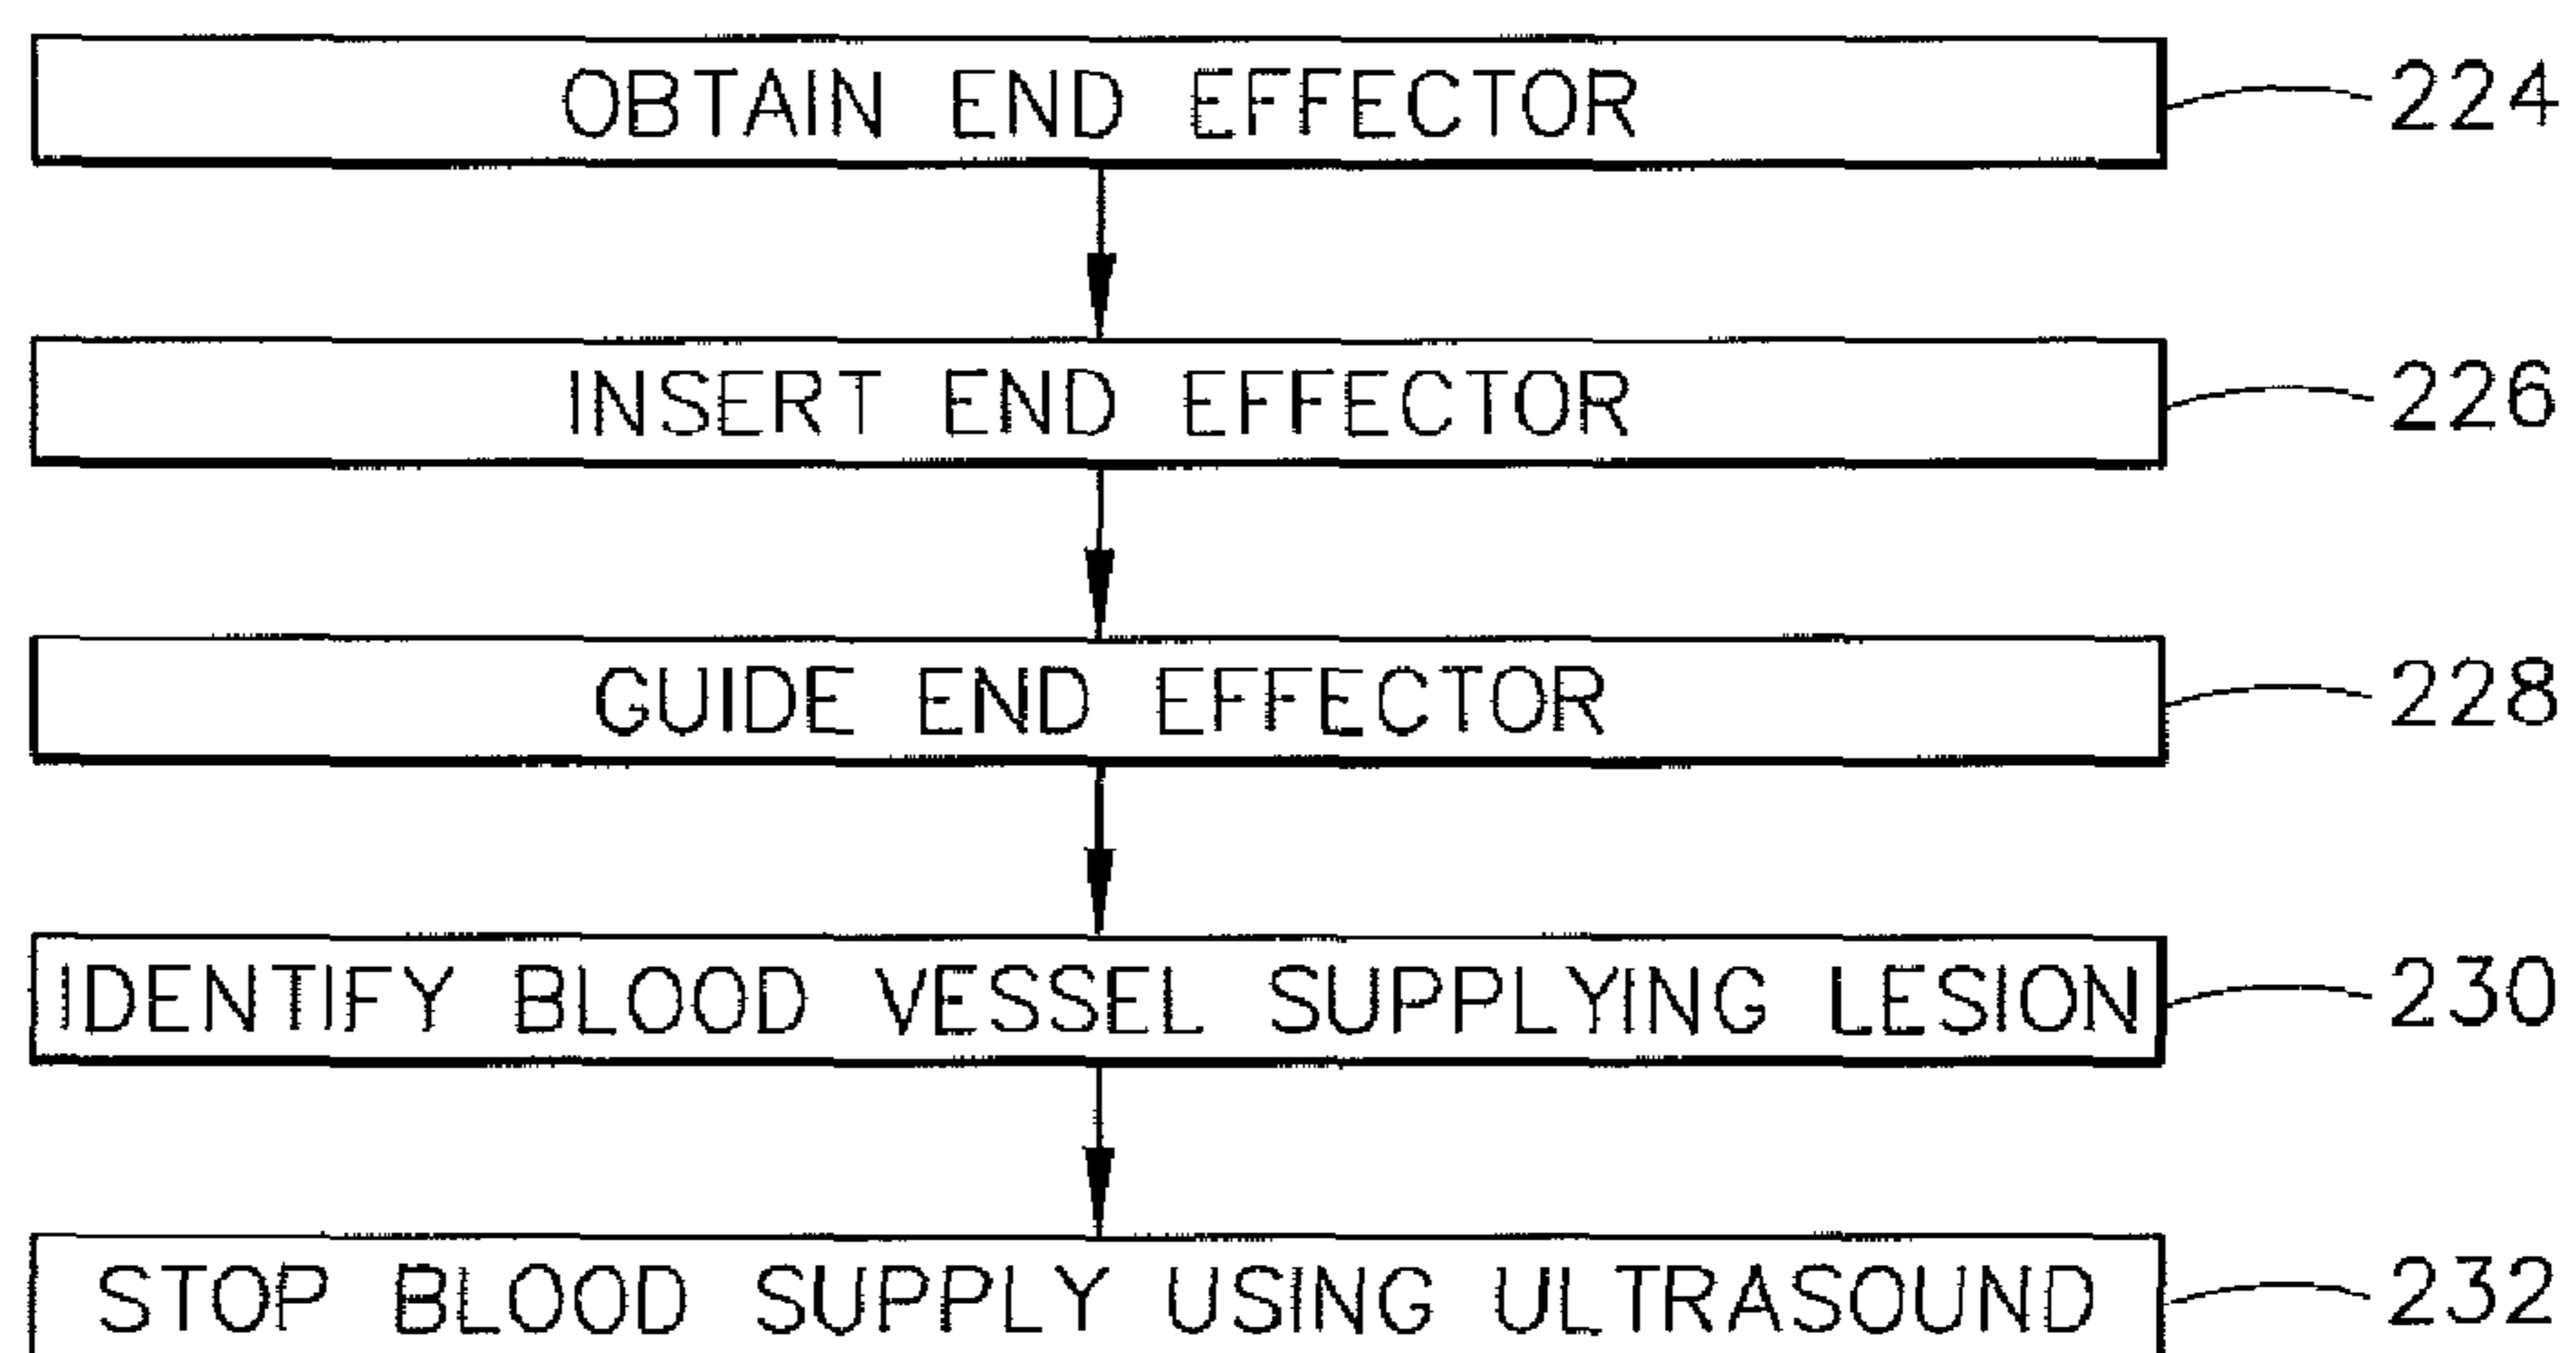 OBTAIN END EFFECTOR 224
INSERT END EFFECTOR 226
GUIDE END EFFECTOR 228
IDENTIFY BLOOD VESSEL SUPPLYING LESION 230
STOP BLOOD SUPPLY USING ULTRASOUND 232